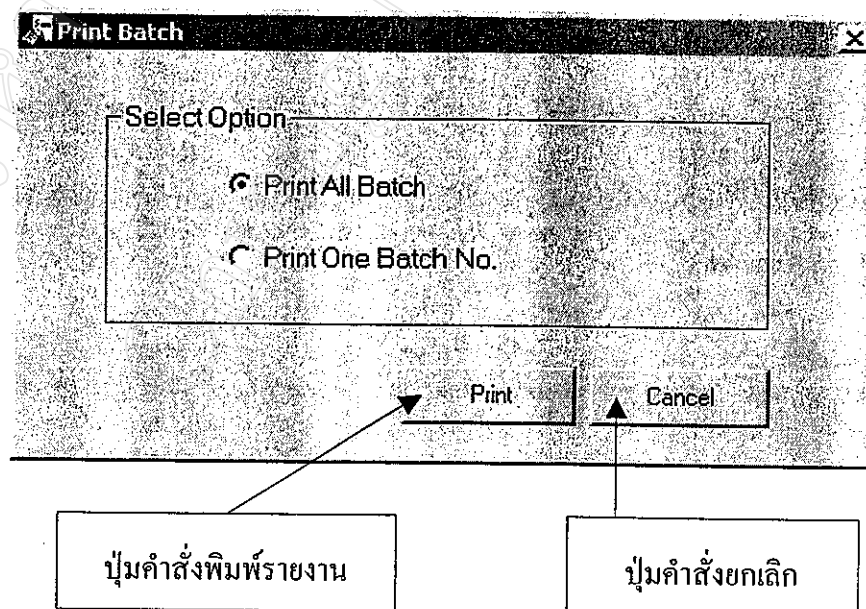 Print Batch
Select Option
Print All Batch
Print One Batch No.
Print Cancel
ปุ่มคำสั่งพิมพ์รายงาน ปุ่มคำสั่งยกเลิก